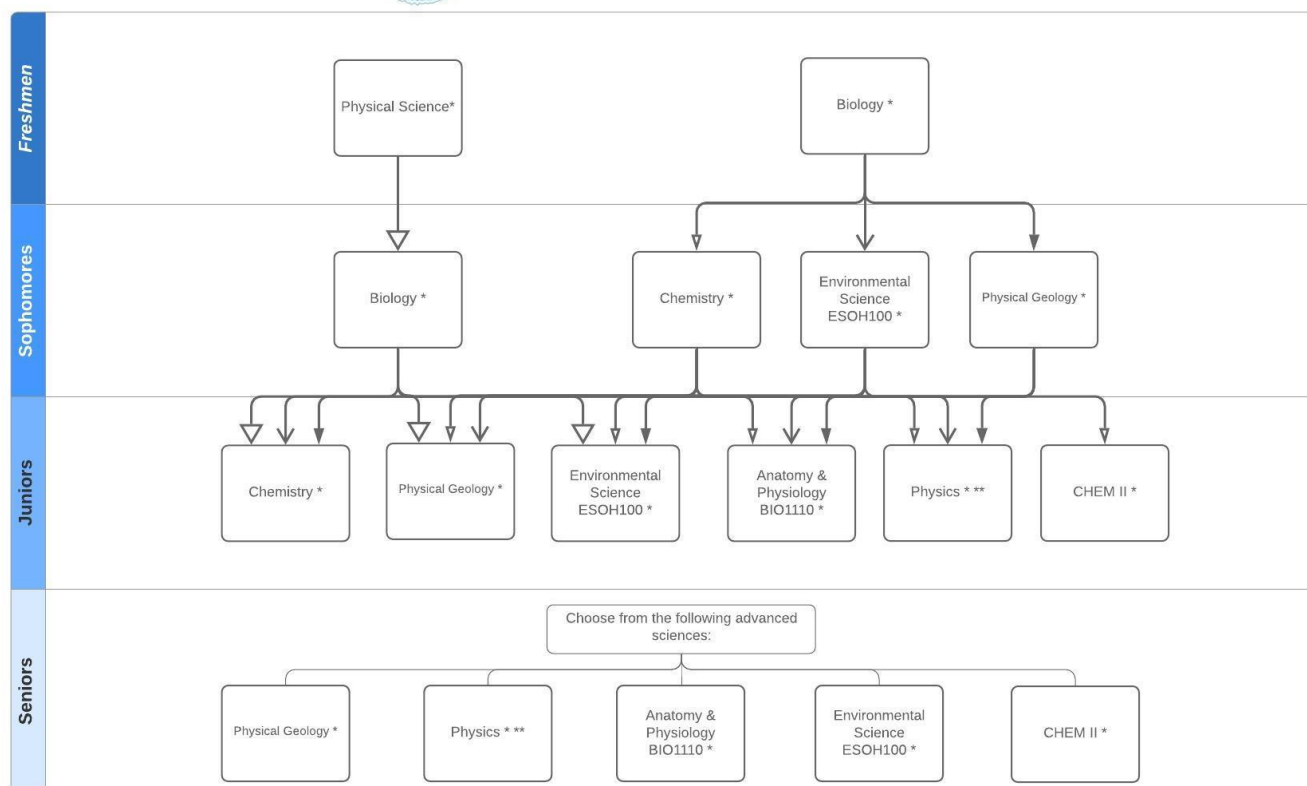 Freshmen
Physical Science*
Biology *
Sophomores
Biology *
Chemistry *
Environmental
Science
ESOH100 *
Physical Geology *
Juniors
Chemistry *
Physical Geology *
Environmental
Science
ESOH100 *
Anatomy &
Physiology
BIO1110 *
Physics * **
CHEM II *
Seniors
Choose from the following advanced
sciences:
Physical Geology *
Physics * **
Anatomy &
Physiology
BIO1110 *
Environmental
Science
ESOH100 *
CHEM II *